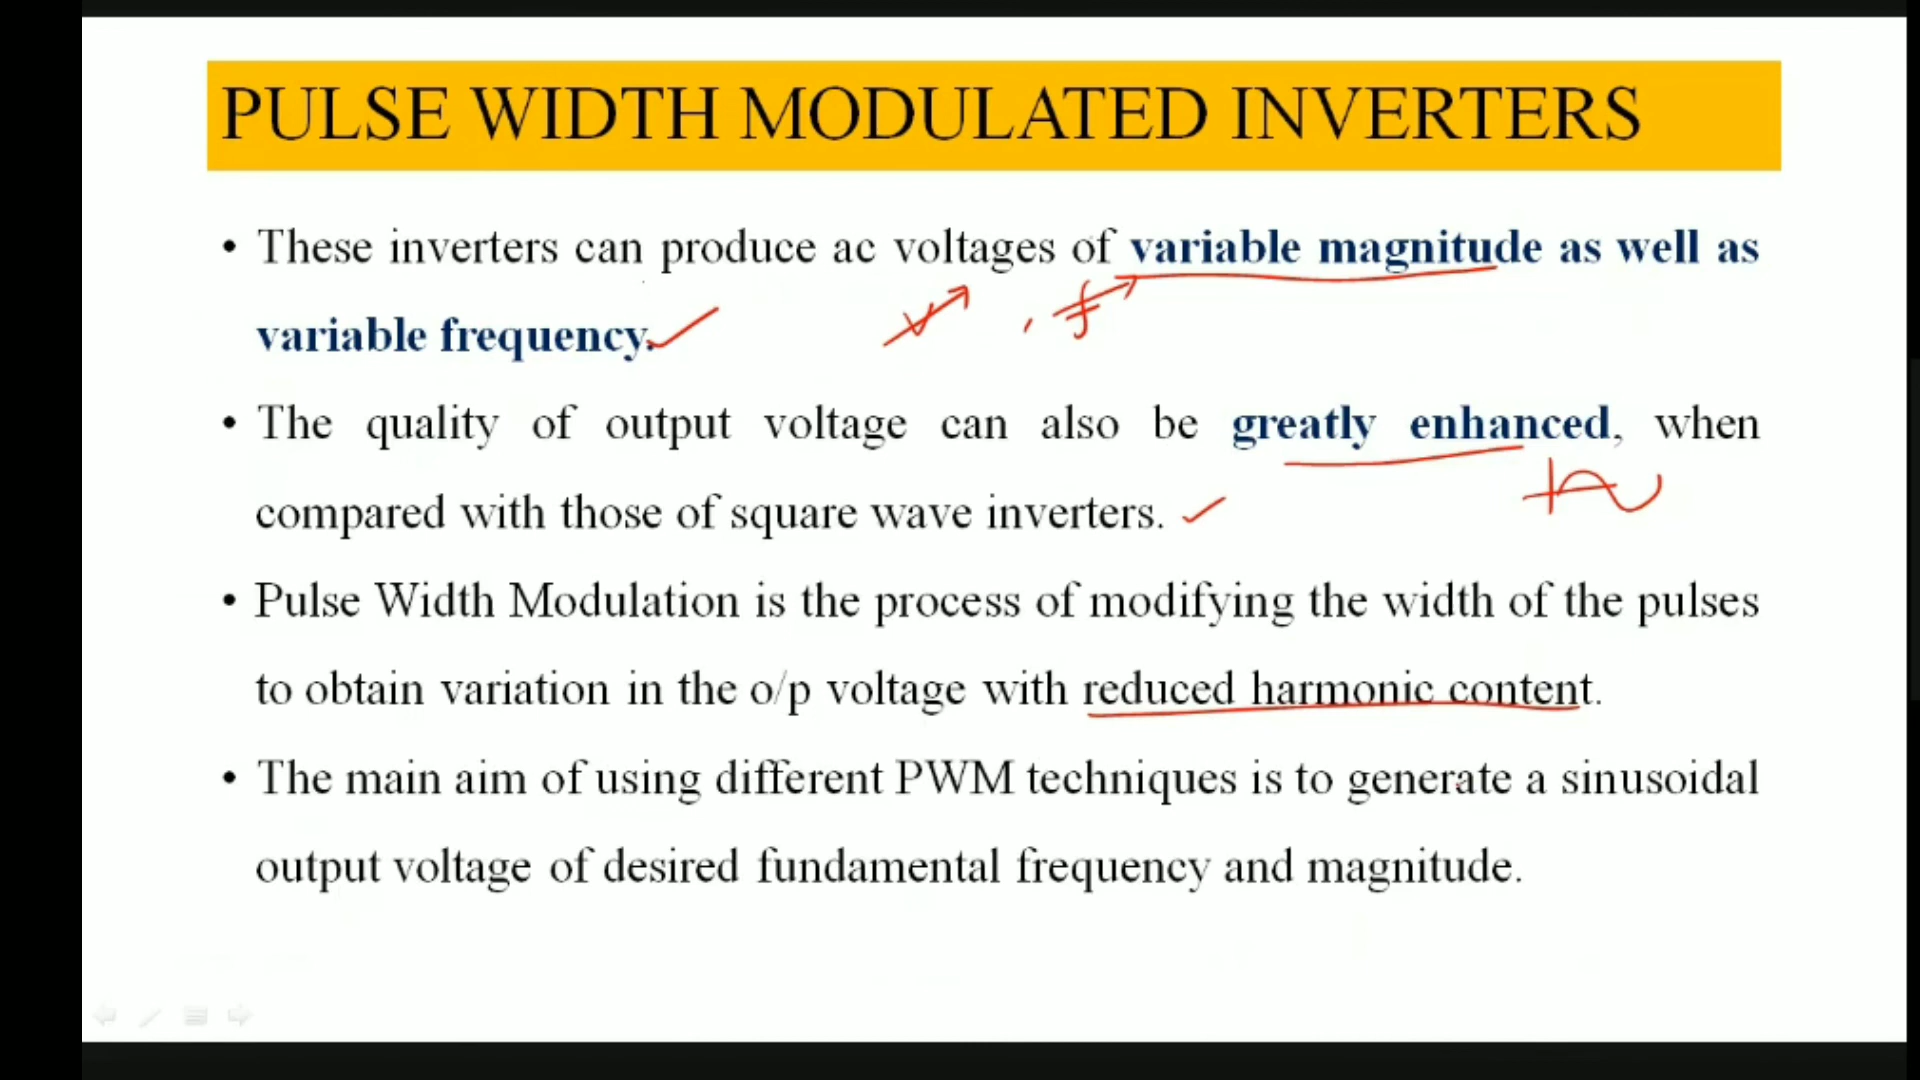 PULSE WIDTH MODULATED INVERTERS
• These inverters can produce ac voltages of variable magnitude as well as
variable frequency.
v , f
• The quality of output voltage can also be greatly enhanced, when
compared with those of square wave inverters.
• Pulse Width Modulation is the process of modifying the width of the pulses
to obtain variation in the o/p voltage with reduced harmonic content.
• The main aim of using different PWM techniques is to generate a sinusoidal
output voltage of desired fundamental frequency and magnitude.